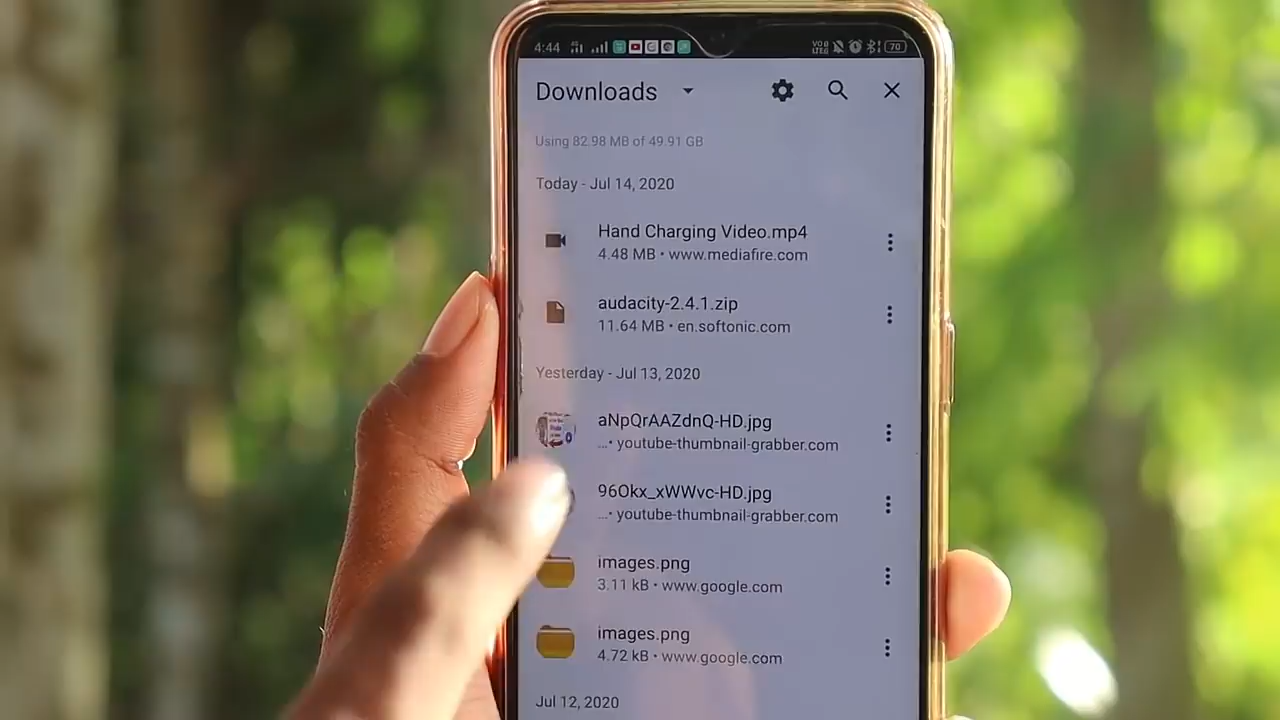 4:44 VoB LTE2 70
Downloads
Using 82.98 MB of 49.91 GB
Today - Jul 14, 2020
Hand Charging Video.mp4
4.48 MB • www.mediafire.com
audacity-2.4.1.zip
11.64 MB • en.softonic.com
Yesterday - Jul 13, 2020
aNpQrAAZdnQ-HD.jpg
...• youtube-thumbnail-grabber.com
96Okx_xWWvc-HD.jpg
...• youtube-thumbnail-grabber.com
images.png
3.11 kB • www.google.com
images.png
4.72 kB • www.google.com
Jul 12, 2020